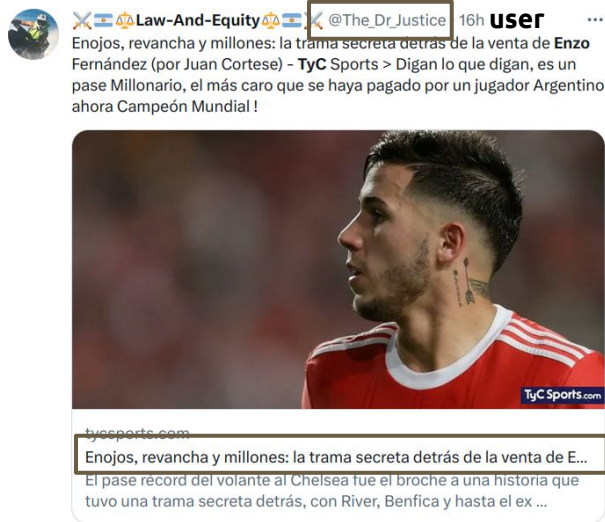 ⚔️🇦🇷⚖️Law-And-Equity⚖️🇦🇷⚔️ @The_Dr_Justice 16h user ...
Enojos, revancha y millones: la trama secreta detrás de la venta de Enzo
Fernández (por Juan Cortese) - TyC Sports > Digan lo que digan, es un
pase Millonario, el más caro que se haya pagado por un jugador Argentino
ahora Campeón Mundial !
TyC Sports.com
tycsports.com
Enojos, revancha y millones: la trama secreta detrás de la venta de E...
El pase récord del volante al Chelsea fue el broche a una historia que
tuvo una trama secreta detrás, con River, Benfica y hasta el ex ...